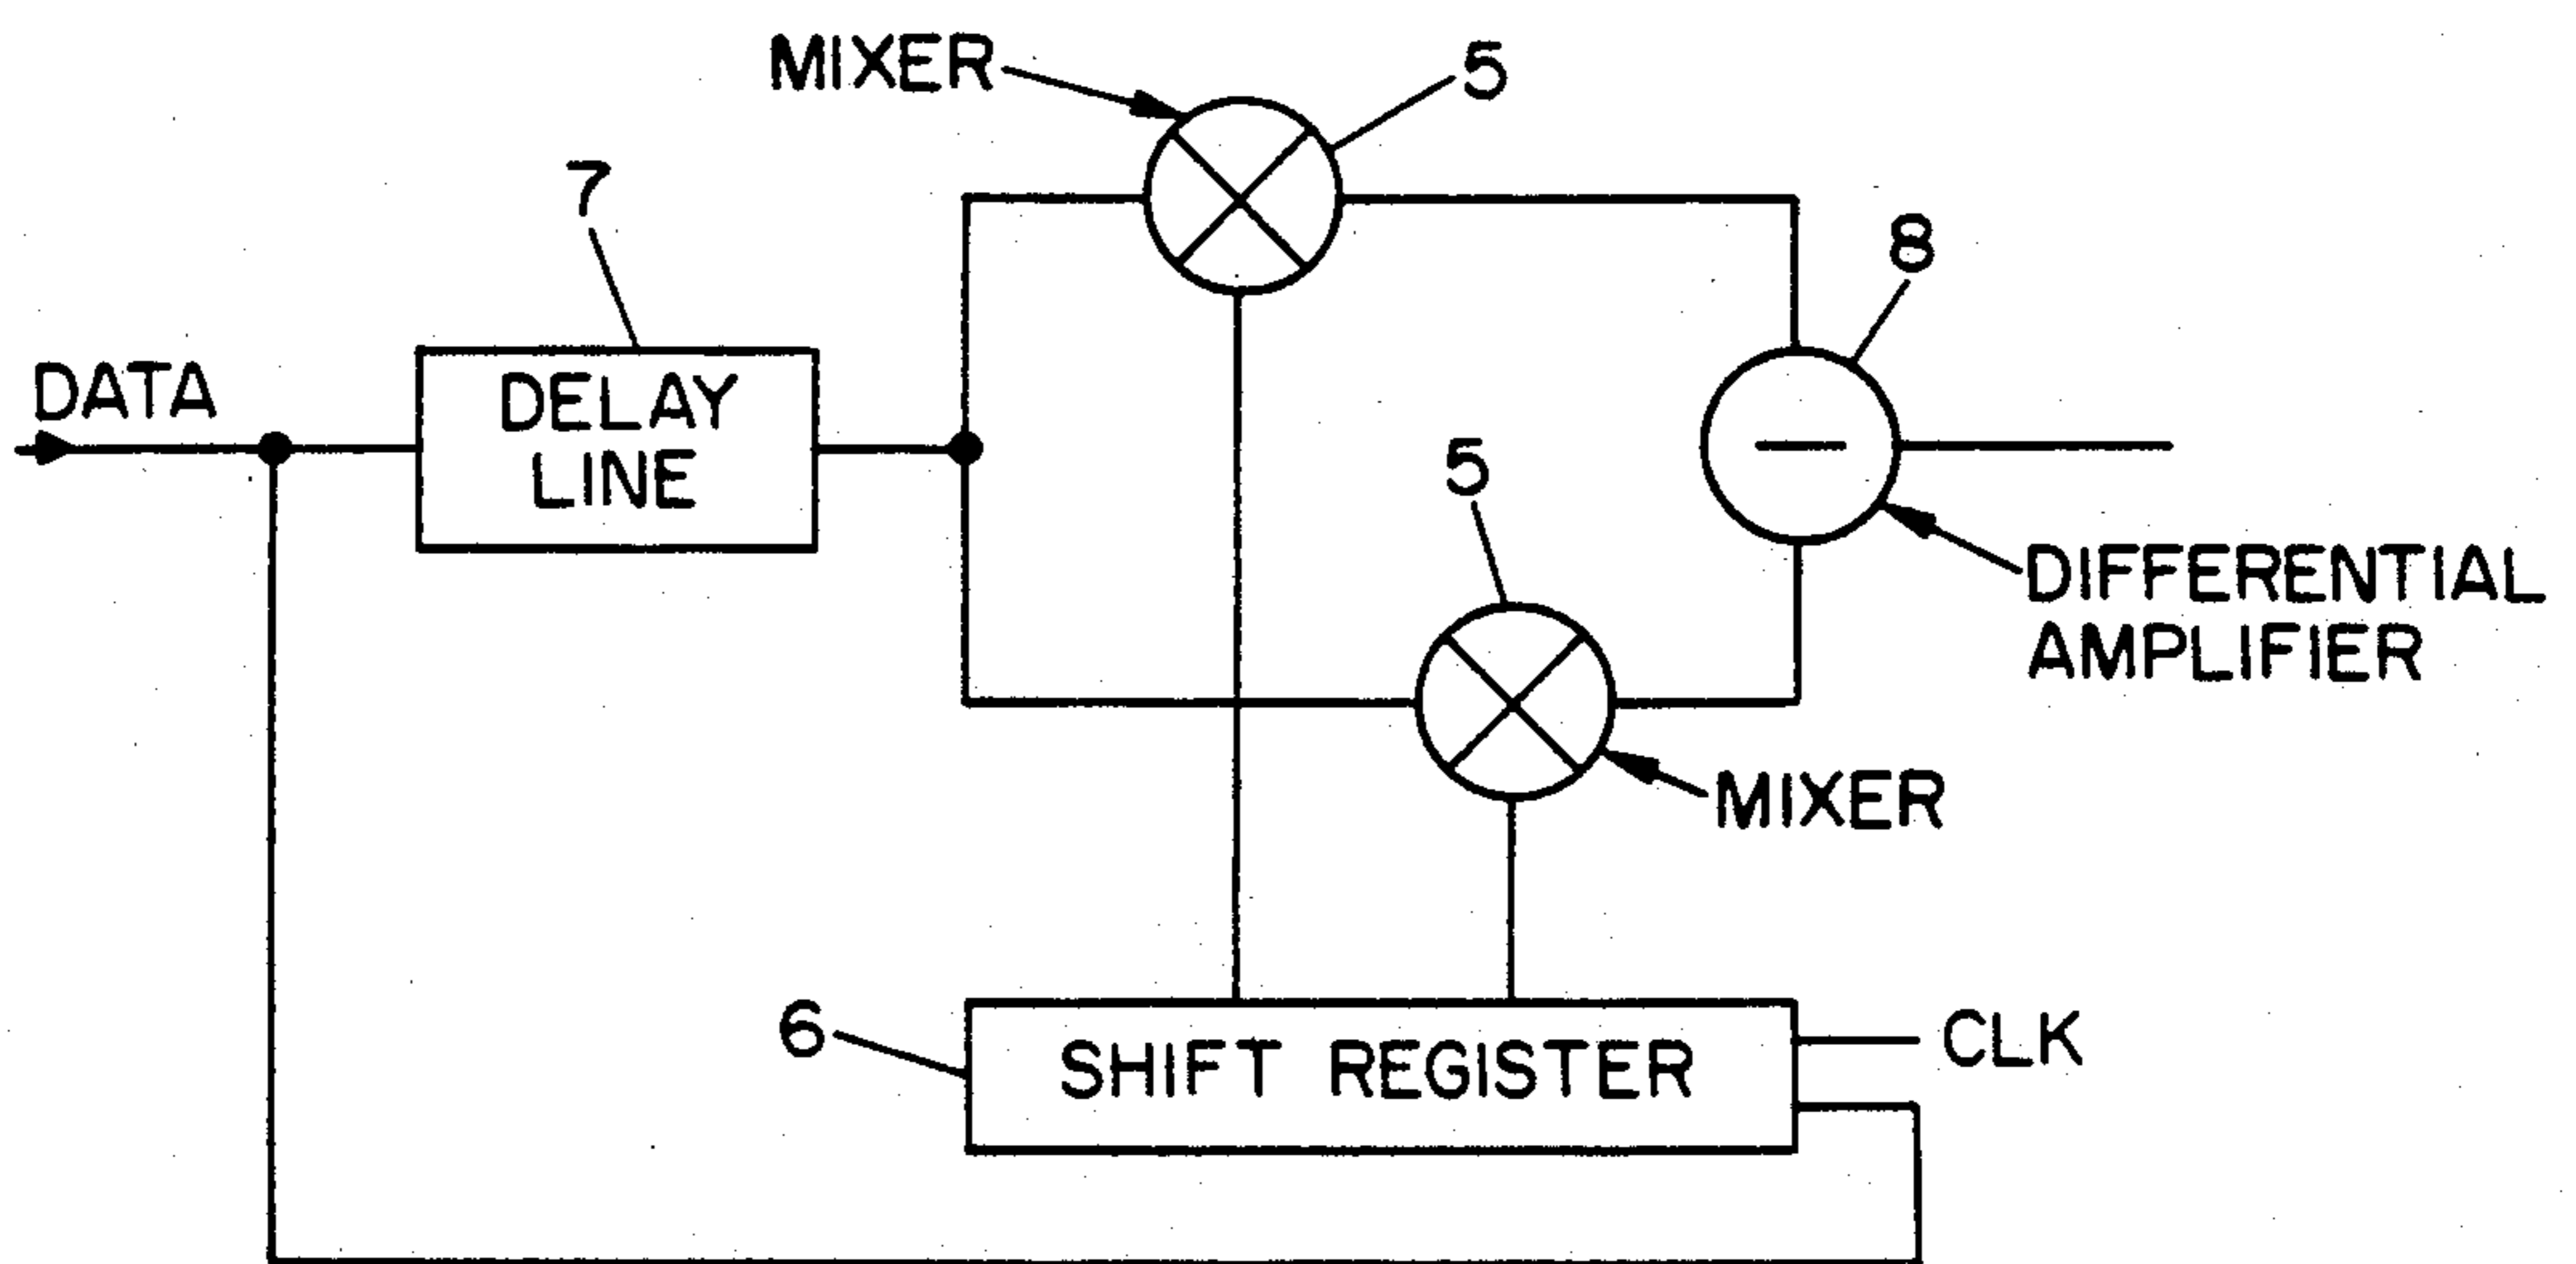 MIXER
5
7
8
DATA
DELAY
LINE
5
DIFFERENTIAL
AMPLIFIER
MIXER
6
SHIFT REGISTER
CLK